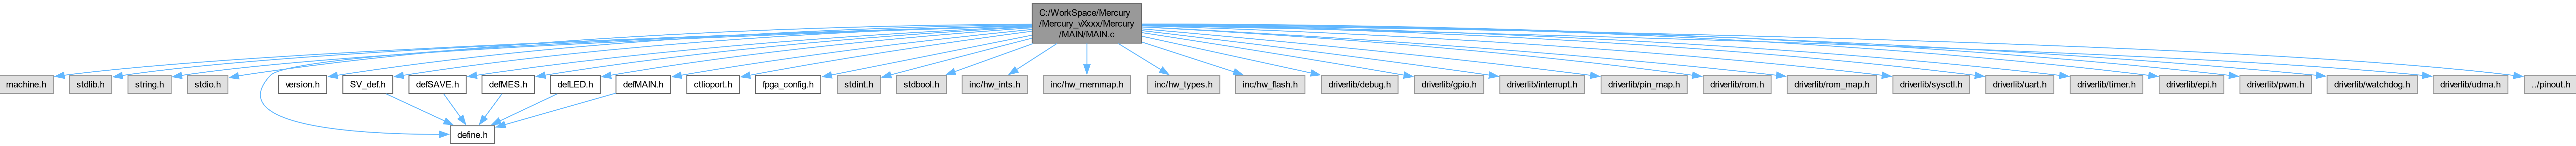 C:/WorkSpace/Mercury
/Mercury_vXxxx/Mercury
/MAIN/MAIN.c
machine.h
stdlib.h
string.h
stdio.h
version.h
SV_def.h
defSAVE.h
defMES.h
defLED.h
defMAIN.h
ctlioport.h
fpga_config.h
stdint.h
stdbool.h
inc/hw_ints.h
inc/hw_memmap.h
inc/hw_types.h
inc/hw_flash.h
driverlib/debug.h
driverlib/gpio.h
driverlib/interrupt.h
driverlib/pin_map.h
driverlib/rom.h
driverlib/rom_map.h
driverlib/sysctl.h
driverlib/uart.h
driverlib/timer.h
driverlib/epi.h
driverlib/pwm.h
driverlib/watchdog.h
driverlib/udma.h
../pinout.h
define.h